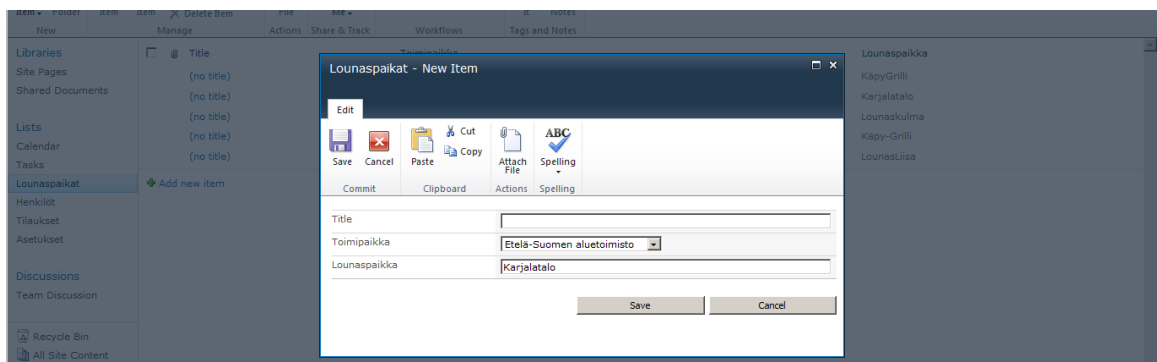 Item Folder Item Item Delete Item File Me It Notes
New Manage Actions Share & Track Workflows Tags and Notes
Libraries
Site Pages
Shared Documents
Lists
Calendar
Tasks
Lounaspaikat
Henkilöt
Tilaukset
Asetukset
Discussions
Team Discussion
Recycle Bin
All Site Content
Title Toimipaikka Lounaspaikka
(no title) KäpyGrilli
(no title) Karjalatalo
(no title) Lounaskulma
(no title) Käpy-Grilli
(no title) LounasLiisa
Add new item
Lounaspaikat - New Item
Edit
Save Cancel Paste Cut Copy Attach File ABC Spelling
Commit Clipboard Actions Spelling
Title
Toimipaikka Etelä-Suomen aluetoimisto
Lounaspaikka Karjalatalo
Save Cancel